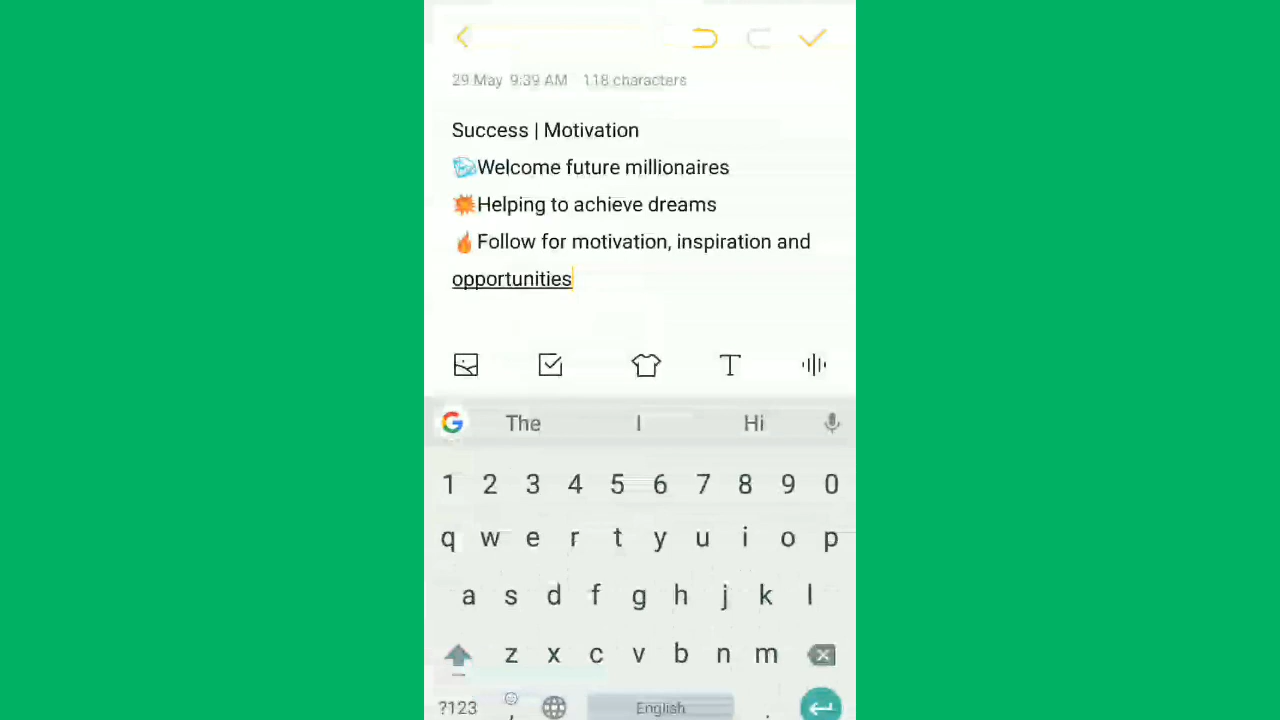 29 May 9:39 AM 118 characters
Success | Motivation
💎Welcome future millionaires
💥Helping to achieve dreams
🔥Follow for motivation, inspiration and
opportunities
T
G The I Hi
1 2 3 4 5 6 7 8 9 0
q w e r t y u i o p
a s d f g h j k l
z x c v b n m
?123 , English .